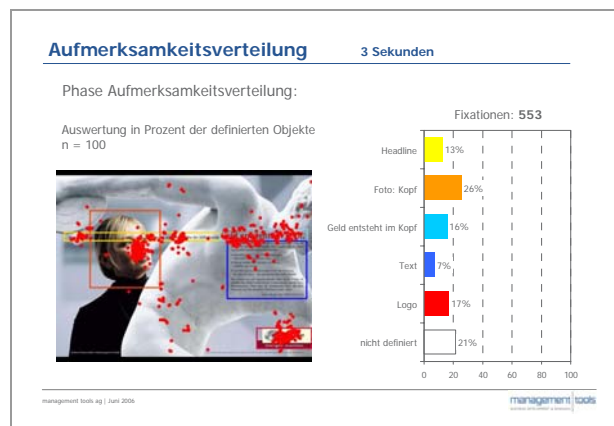 Aufmerksamkeitsverteilung 3 Sekunden
Phase Aufmerksamkeitsverteilung:
Auswertung in Prozent der definierten Objekte
n = 100
Fixationen: 553
Headline 13%
Foto: Kopf 26%
Geld entsteht im Kopf 16%
Text 7%
Logo 17%
nicht definiert 21%
0 20 40 60 80 100
management tools ag | Juni 2006
management tools